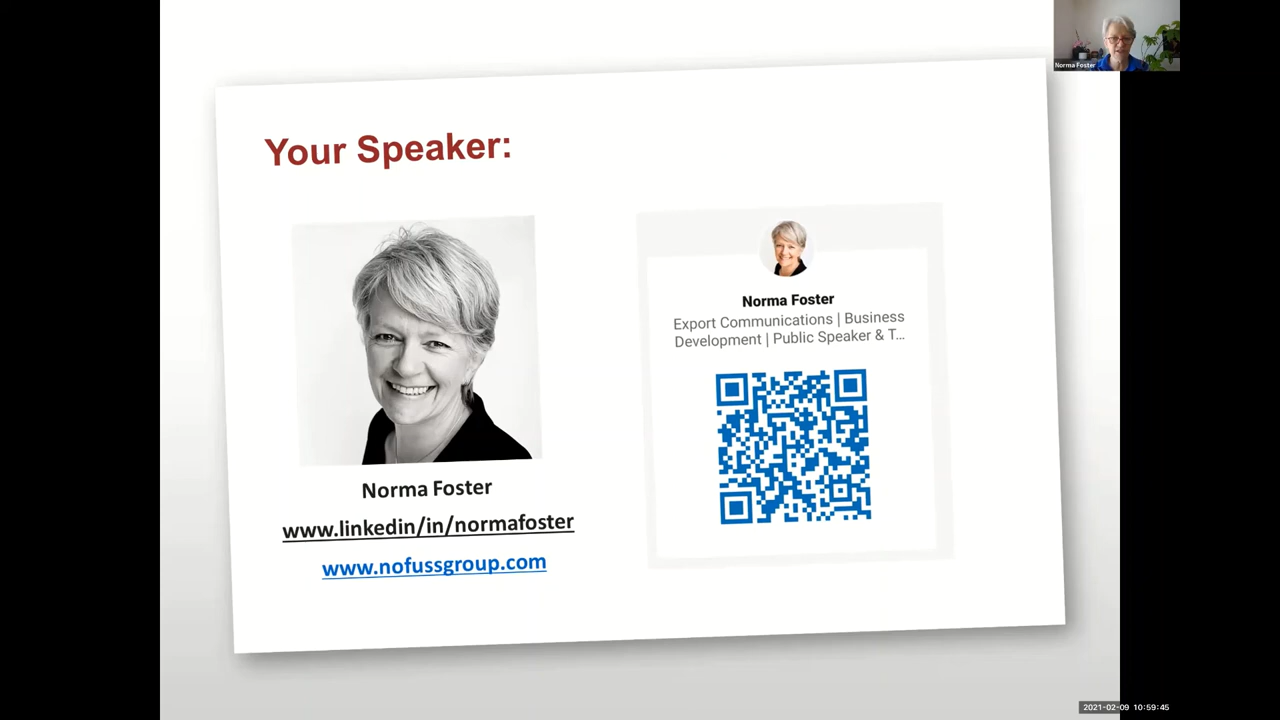 Norma Foster
Your Speaker:
Norma Foster
www.linkedin/in/normafoster
www.nofussgroup.com
Norma Foster
Export Communications | Business
Development | Public Speaker & T...
2021-02-09 10:59:45